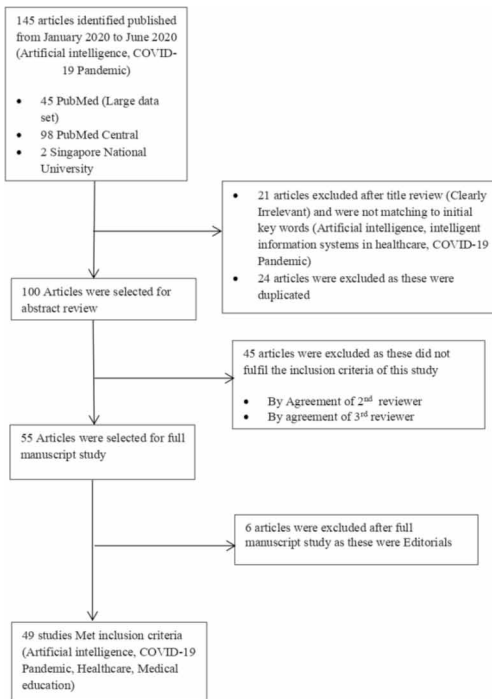 145 articles identified published
from January 2020 to June 2020
(Artificial intelligence, COVID-
19 Pandemic)
• 45 PubMed (Large data
set)
• 98 PubMed Central
• 2 Singapore National
University
• 21 articles excluded after title review (Clearly
Irrelevant) and were not matching to initial
key words (Artificial intelligence, intelligent
information systems in healthcare, COVID-19
Pandemic)
• 24 articles were excluded as these were
duplicated
100 Articles were selected for
abstract review
45 articles were excluded as these did not
fulfil the inclusion criteria of this study
• By Agreement of 2nd reviewer
• By agreement of 3rd reviewer
55 Articles were selected for full
manuscript study
6 articles were excluded after full
manuscript study as these were Editorials
49 studies Met inclusion criteria
(Artificial intelligence, COVID-19
Pandemic, Healthcare, Medical
education)